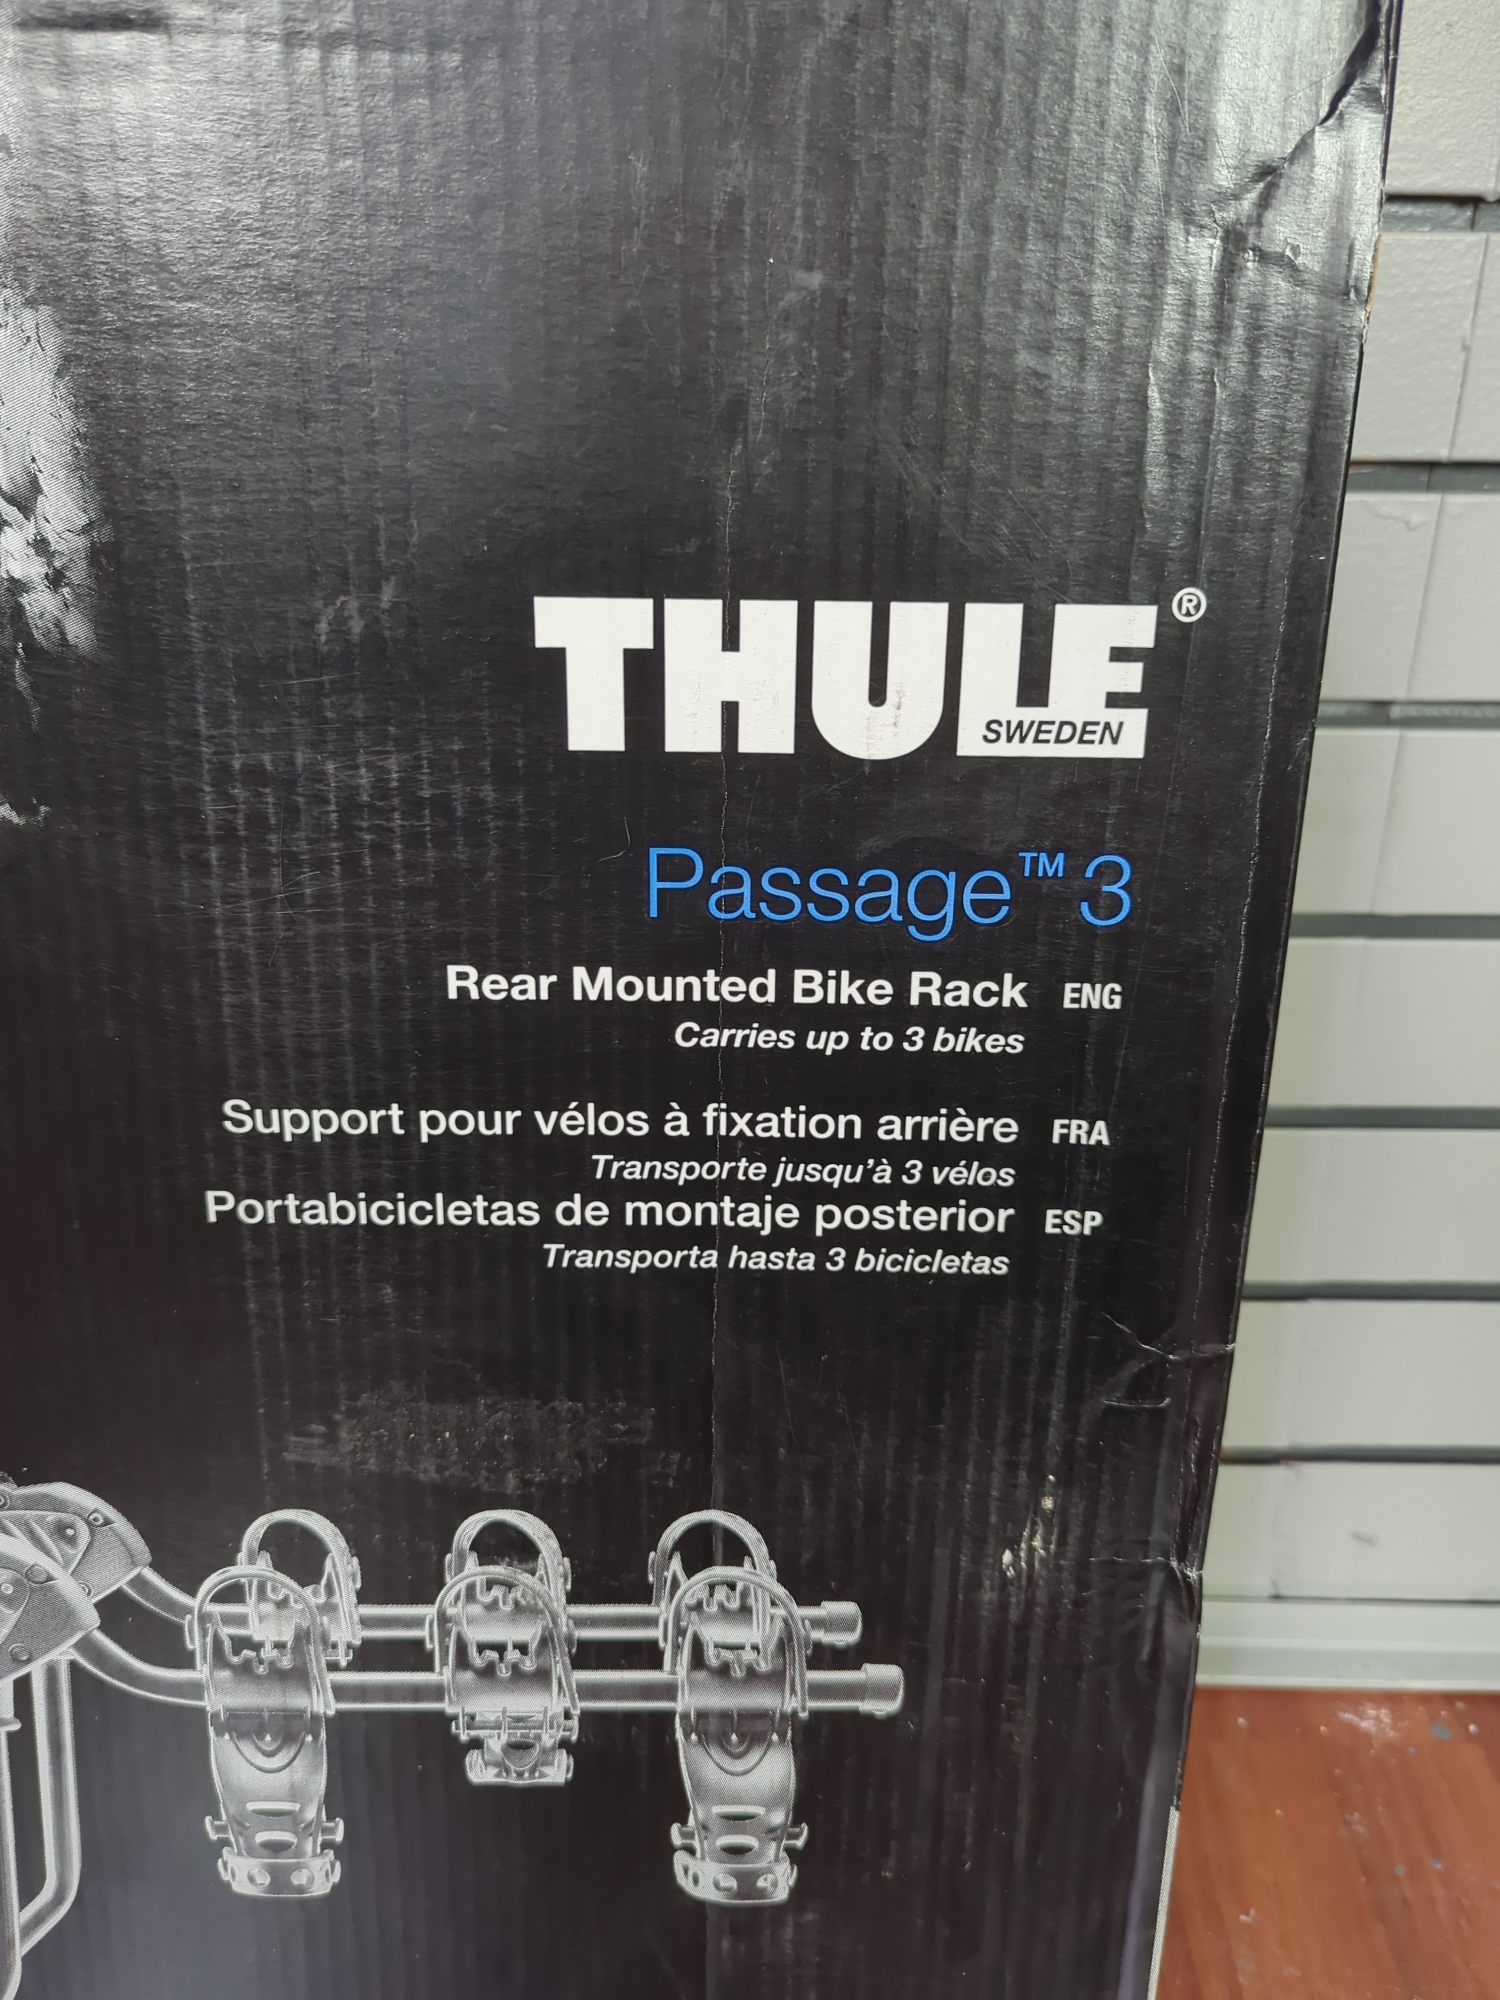 THULE®
SWEDEN
Passage™ 3
Rear Mounted Bike Rack ENG
Carries up to 3 bikes
Support pour vélos à fixation arrière FRA
Transporte jusqu'à 3 vélos
Portabicicletas de montaje posterior ESP
Transporta hasta 3 bicicletas